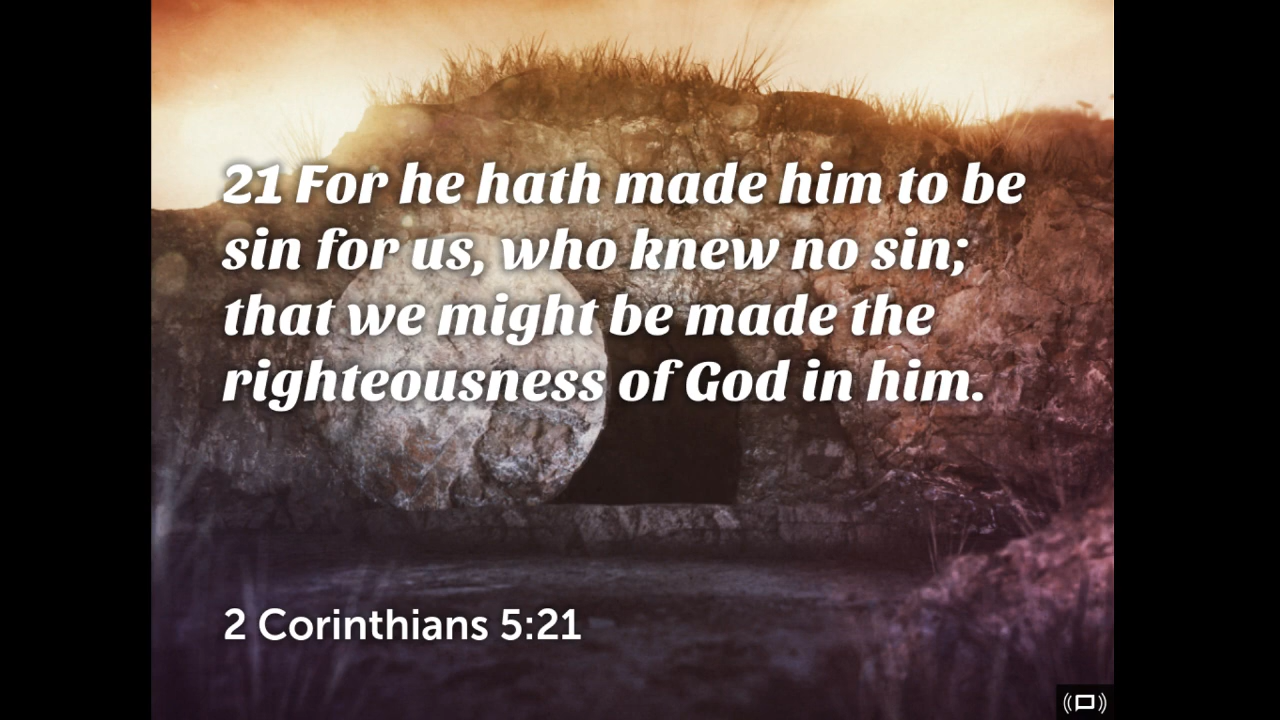 21 For he hath made him to be
sin for us, who knew no sin;
that we might be made the
righteousness of God in him.
2 Corinthians 5:21